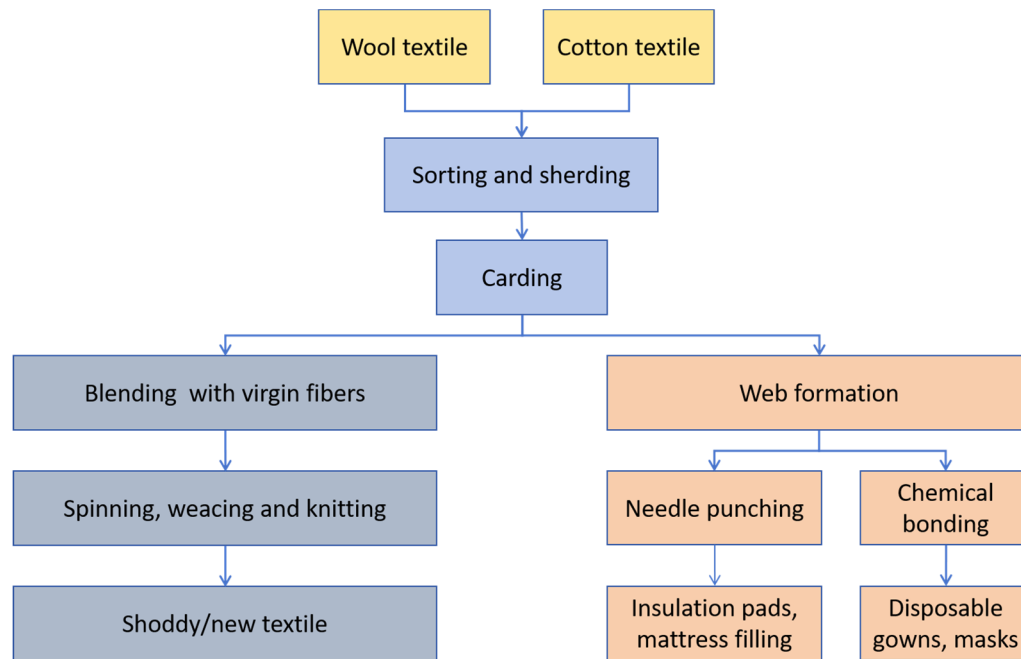 Wool textile
Cotton textile
Sorting and sherding
Carding
Blending with virgin fibers
Web formation
Spinning, weacing and knitting
Needle punching
Chemical
bonding
Shoddy/new textile
Insulation pads,
mattress filling
Disposable
gowns, masks